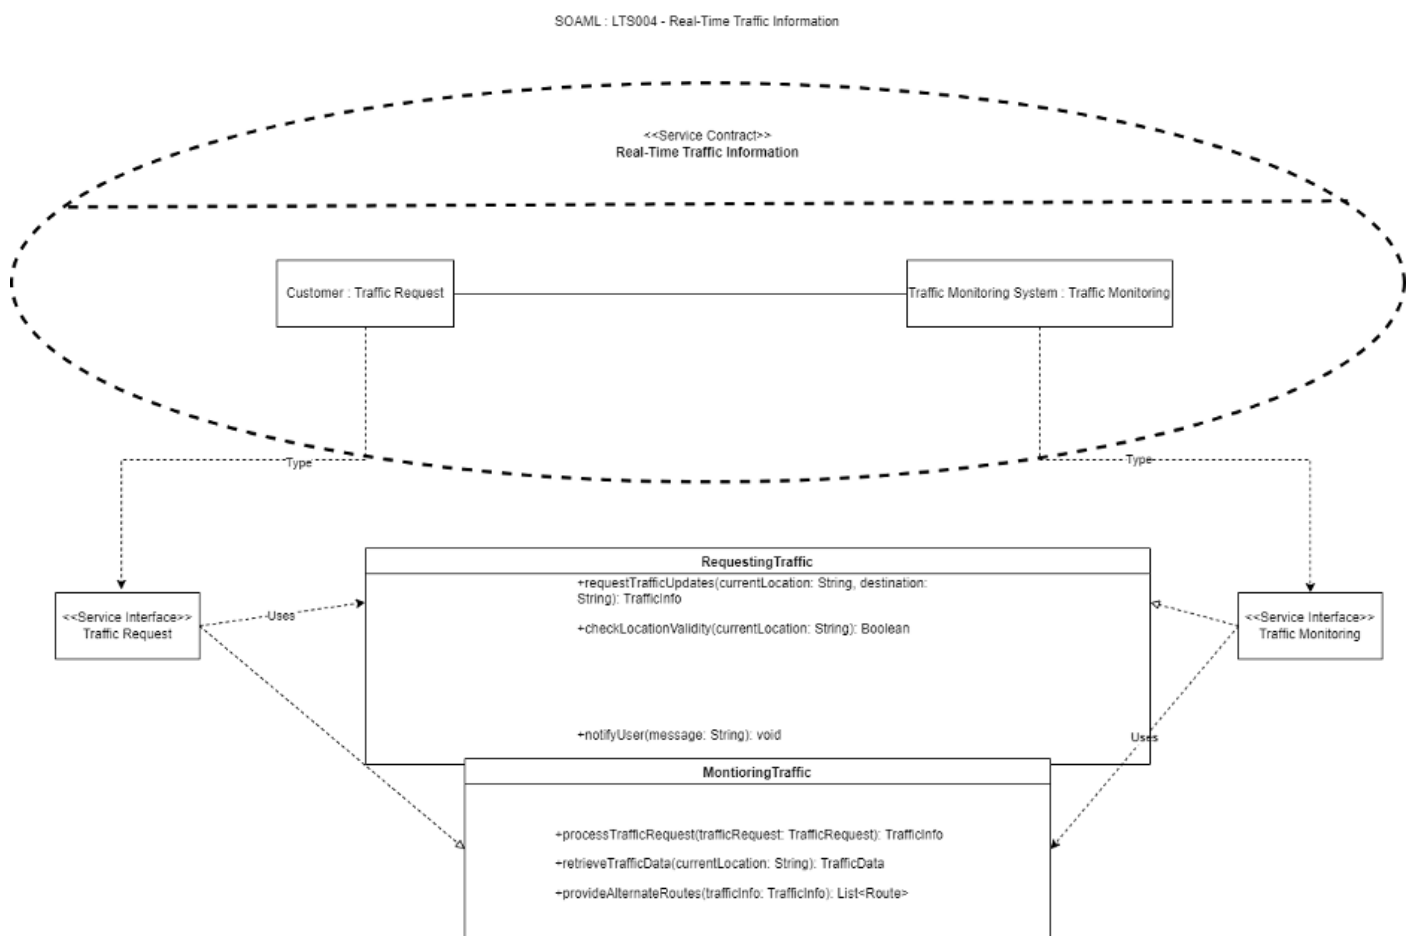 SOAML : LTS004 - Real-Time Traffic Information
<<Service Contract>>
Real-Time Traffic Information
Customer : Traffic Request
Traffic Monitoring System : Traffic Monitoring
Type
Type
RequestingTraffic
+requestTrafficUpdates(currentLocation: String, destination:
String): TrafficInfo
+checkLocationValidity(currentLocation: String): Boolean
+notifyUser(message: String): void
<<Service Interface>>
Traffic Request
Uses
<<Service Interface>>
Traffic Monitoring
Uses
MontioringTraffic
+processTrafficRequest(trafficRequest: TrafficRequest): TrafficInfo
+retrieveTrafficData(currentLocation: String): TrafficData
+provideAlternateRoutes(trafficInfo: TrafficInfo): List<Route>